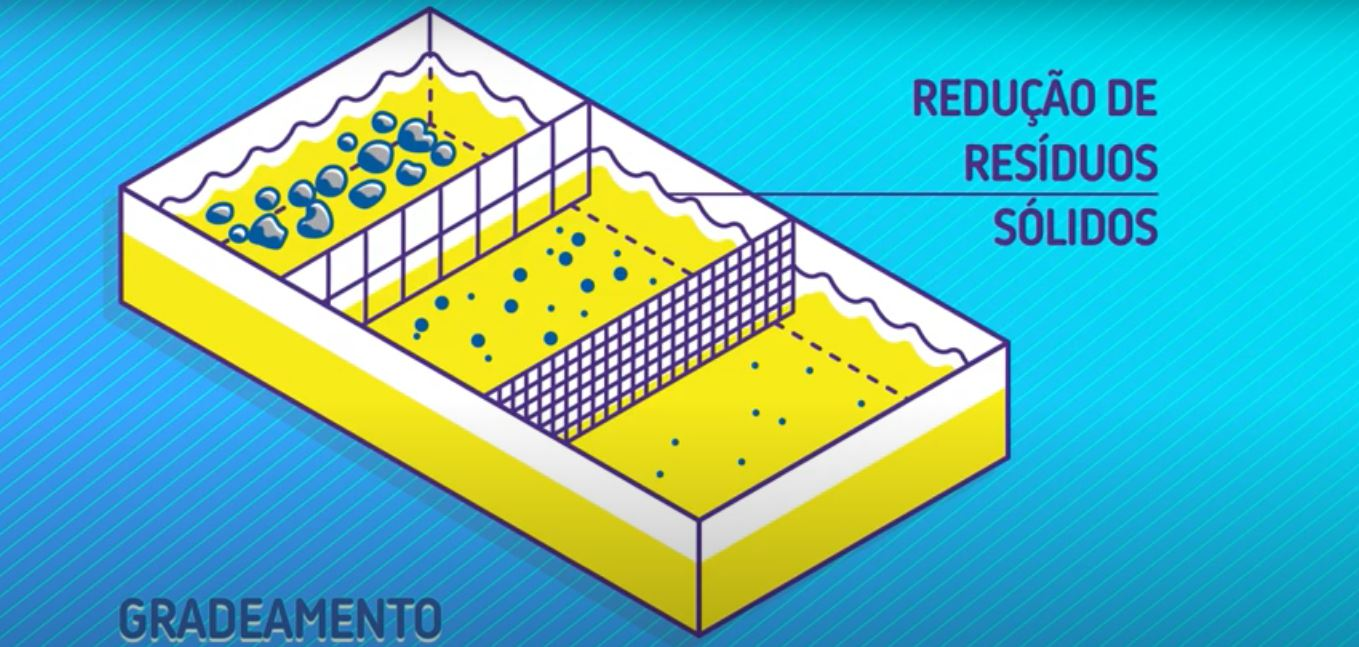 REDUÇÃO DE
RESÍDUOS
SÓLIDOS
GRADEAMENTO